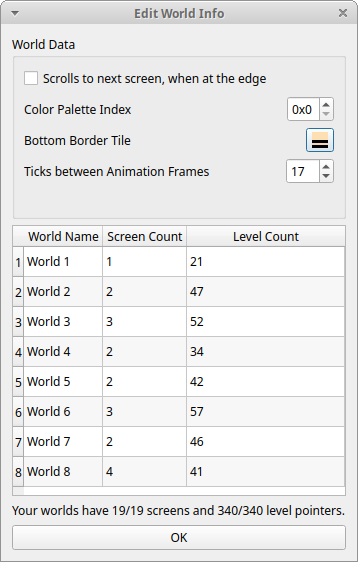 Edit World Info
World Data
Scrolls to next screen, when at the edge
Color Palette Index 0x0
Bottom Border Tile
Ticks between Animation Frames 17
World Name Screen Count Level Count
1 World 1 1 21
2 World 2 2 47
3 World 3 3 52
4 World 4 2 34
5 World 5 2 42
6 World 6 3 57
7 World 7 2 46
8 World 8 4 41
Your worlds have 19/19 screens and 340/340 level pointers.
OK